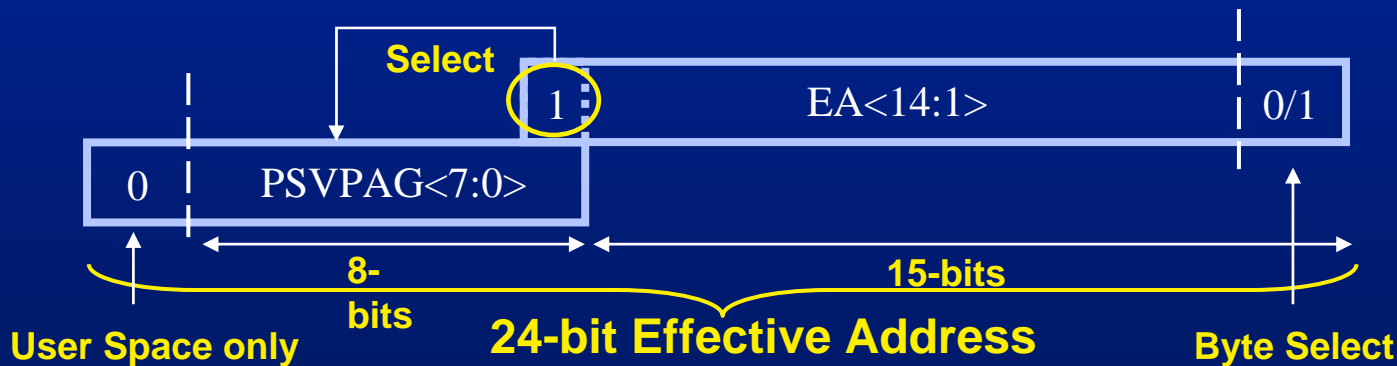 Select
1 EA<14:1> 0/1
0 PSVPAG<7:0>
8-
bits
15-bits
24-bit Effective Address
User Space only
Byte Select